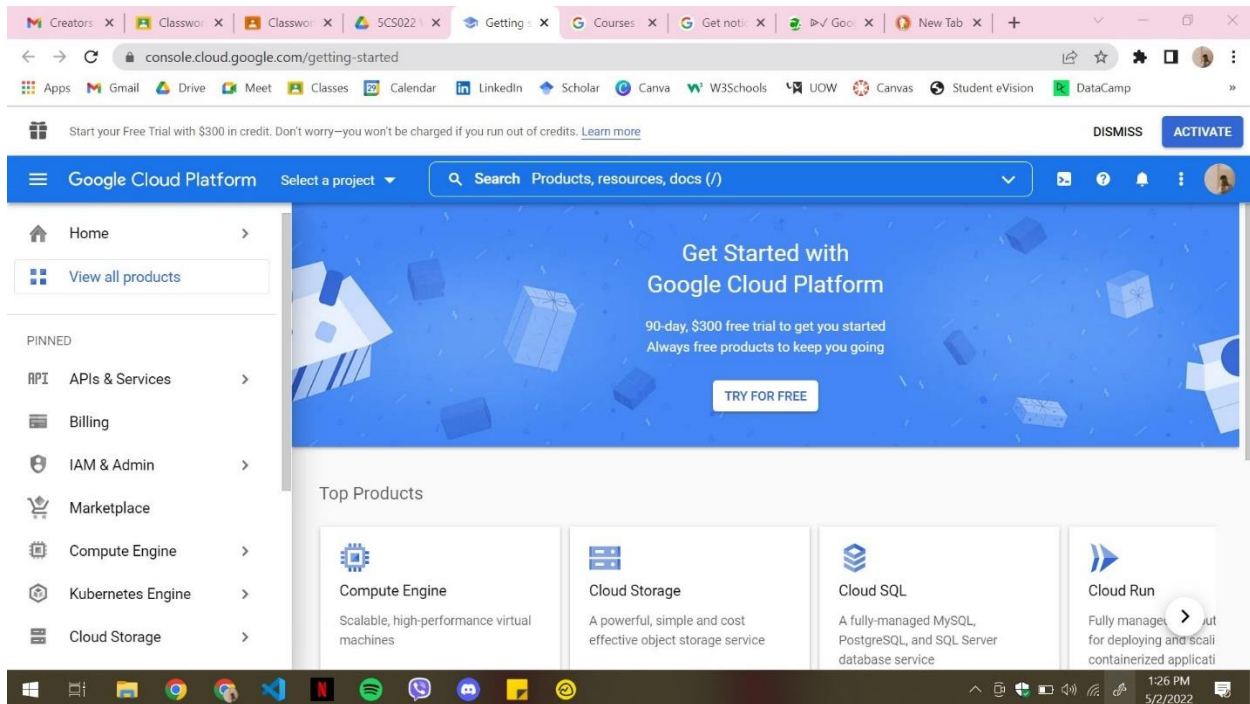 Creators
Classwor
Classwor
5CS022
Getting s
Courses
Get notic
Goo
New Tab
console.cloud.google.com/getting-started
Apps Gmail Drive Meet Classes Calendar LinkedIn Scholar Canva W3Schools UOW Canvas Student eVision DataCamp »
Start your Free Trial with $300 in credit. Don't worry—you won't be charged if you run out of credits. Learn more DISMISS ACTIVATE
Google Cloud Platform Select a project Search Products, resources, docs (/)
Home
View all products
PINNED
API APIs & Services
Billing
IAM & Admin
Marketplace
Compute Engine
Kubernetes Engine
Cloud Storage
Get Started with
Google Cloud Platform
90-day, $300 free trial to get you started
Always free products to keep you going
TRY FOR FREE
Top Products
Compute Engine
Scalable, high-performance virtual
machines
Cloud Storage
A powerful, simple and cost
effective object storage service
Cloud SQL
A fully-managed MySQL,
PostgreSQL, and SQL Server
database service
Cloud Run
Fully manage
for deploying and scali
containerized applicati
1:26 PM
5/2/2022